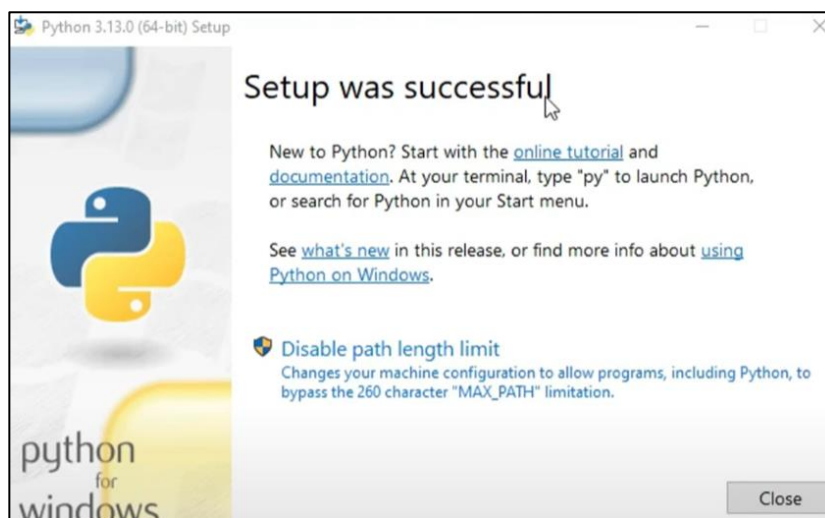 Python 3.13.0 (64-bit) Setup
Setup was successful
New to Python? Start with the online tutorial and
documentation. At your terminal, type "py" to launch Python,
or search for Python in your Start menu.
See what's new in this release, or find more info about using
Python on Windows.
Disable path length limit
Changes your machine configuration to allow programs, including Python, to
bypass the 260 character "MAX_PATH" limitation.
python
for
windows
Close